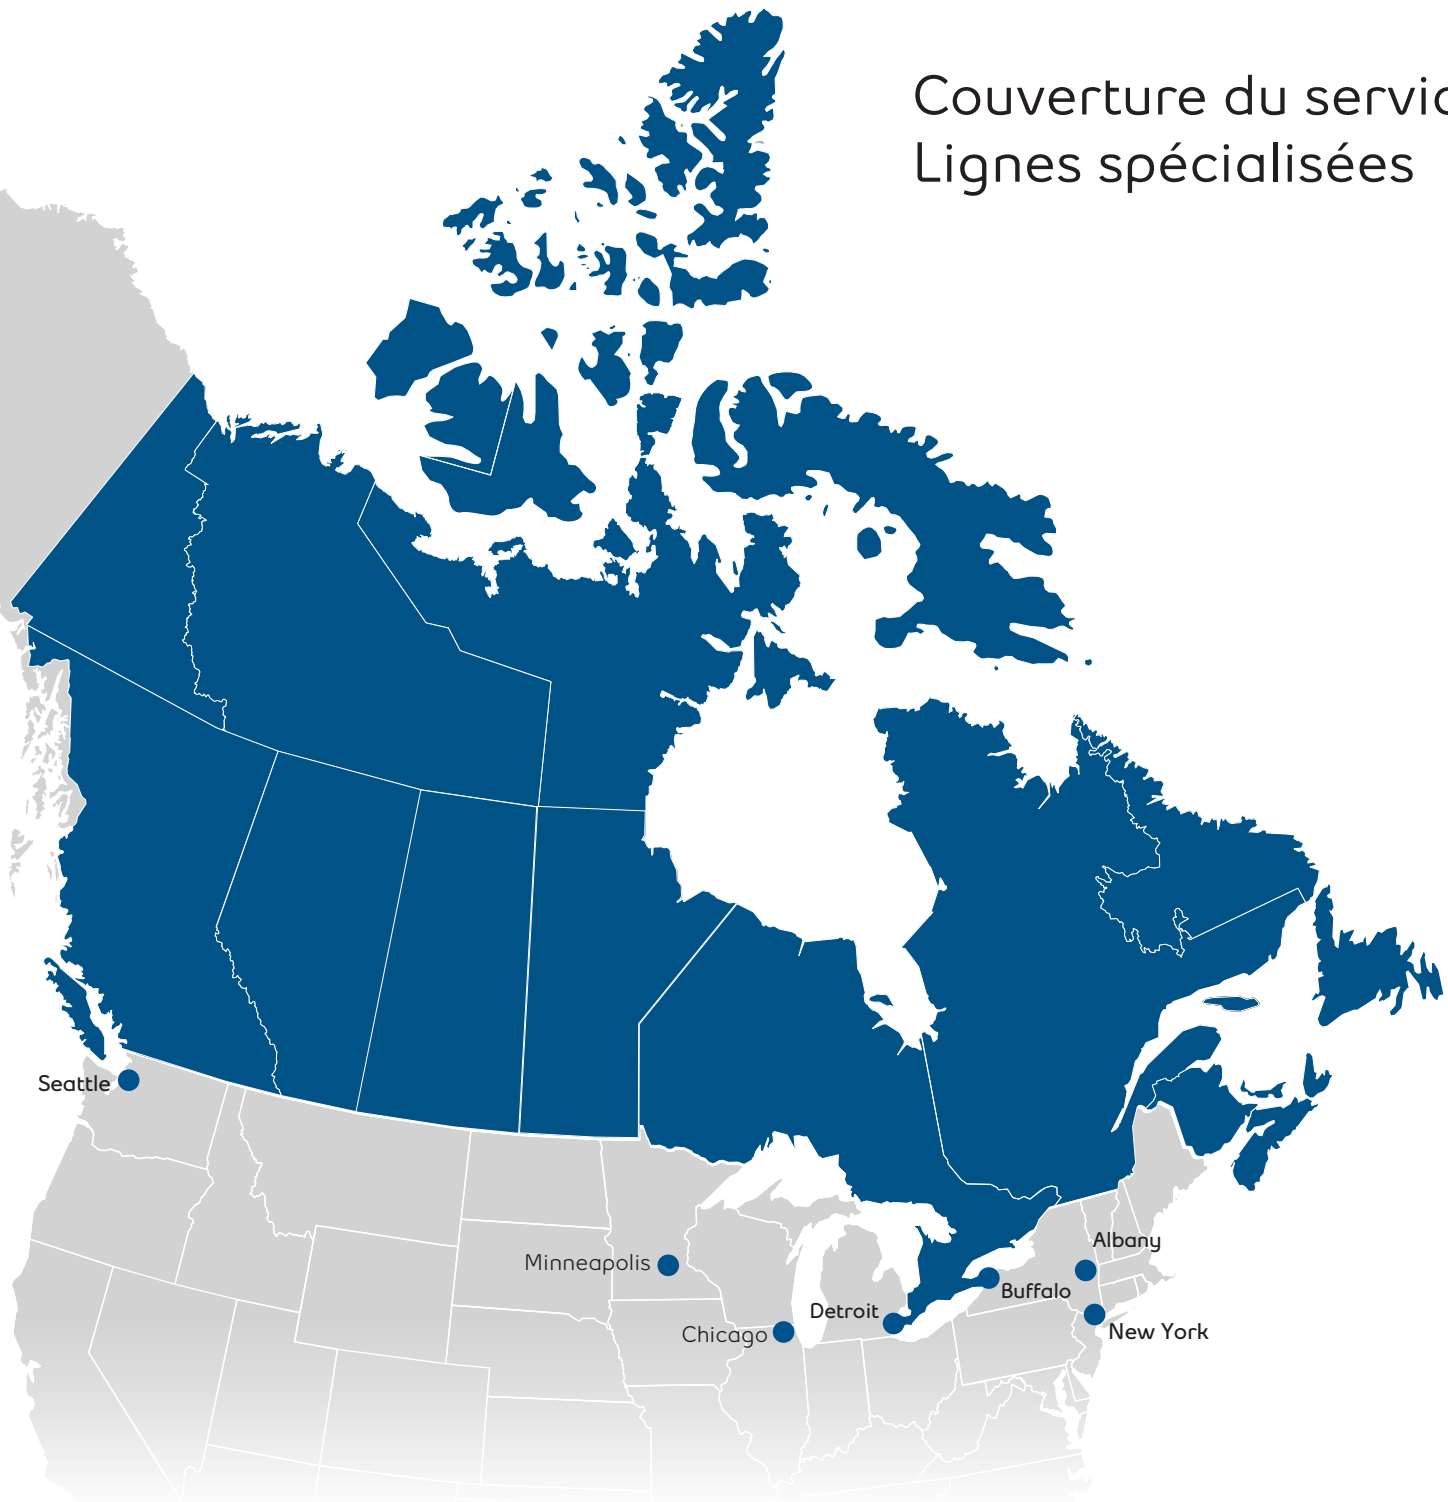 Couverture du servic
Lignes spécialisées
Seattle
Minneapolis
Chicago
Detroit
Buffalo
Albany
New York